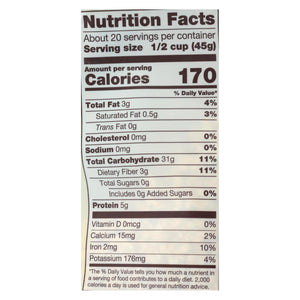 Nutrition Facts
About 20 servings per container
Serving size 1/2 cup (45g)
Amount per serving
Calories 170
% Daily Value*
Total Fat 3g 4%
Saturated Fat 0.5g 3%
Trans Fat 0g
Cholesterol 0mg 0%
Sodium 0mg 0%
Total Carbohydrate 31g 11%
Dietary Fiber 3g 11%
Total Sugars 0g
Includes 0g Added Sugars 0%
Protein 5g
Vitamin D 0mcg 0%
Calcium 15mg 2%
Iron 2mg 10%
Potassium 176mg 4%
*The % Daily Value tells you how much a nutrient in
a serving of food contributes to a daily diet. 2,000
calories a day is used for general nutrition advice.